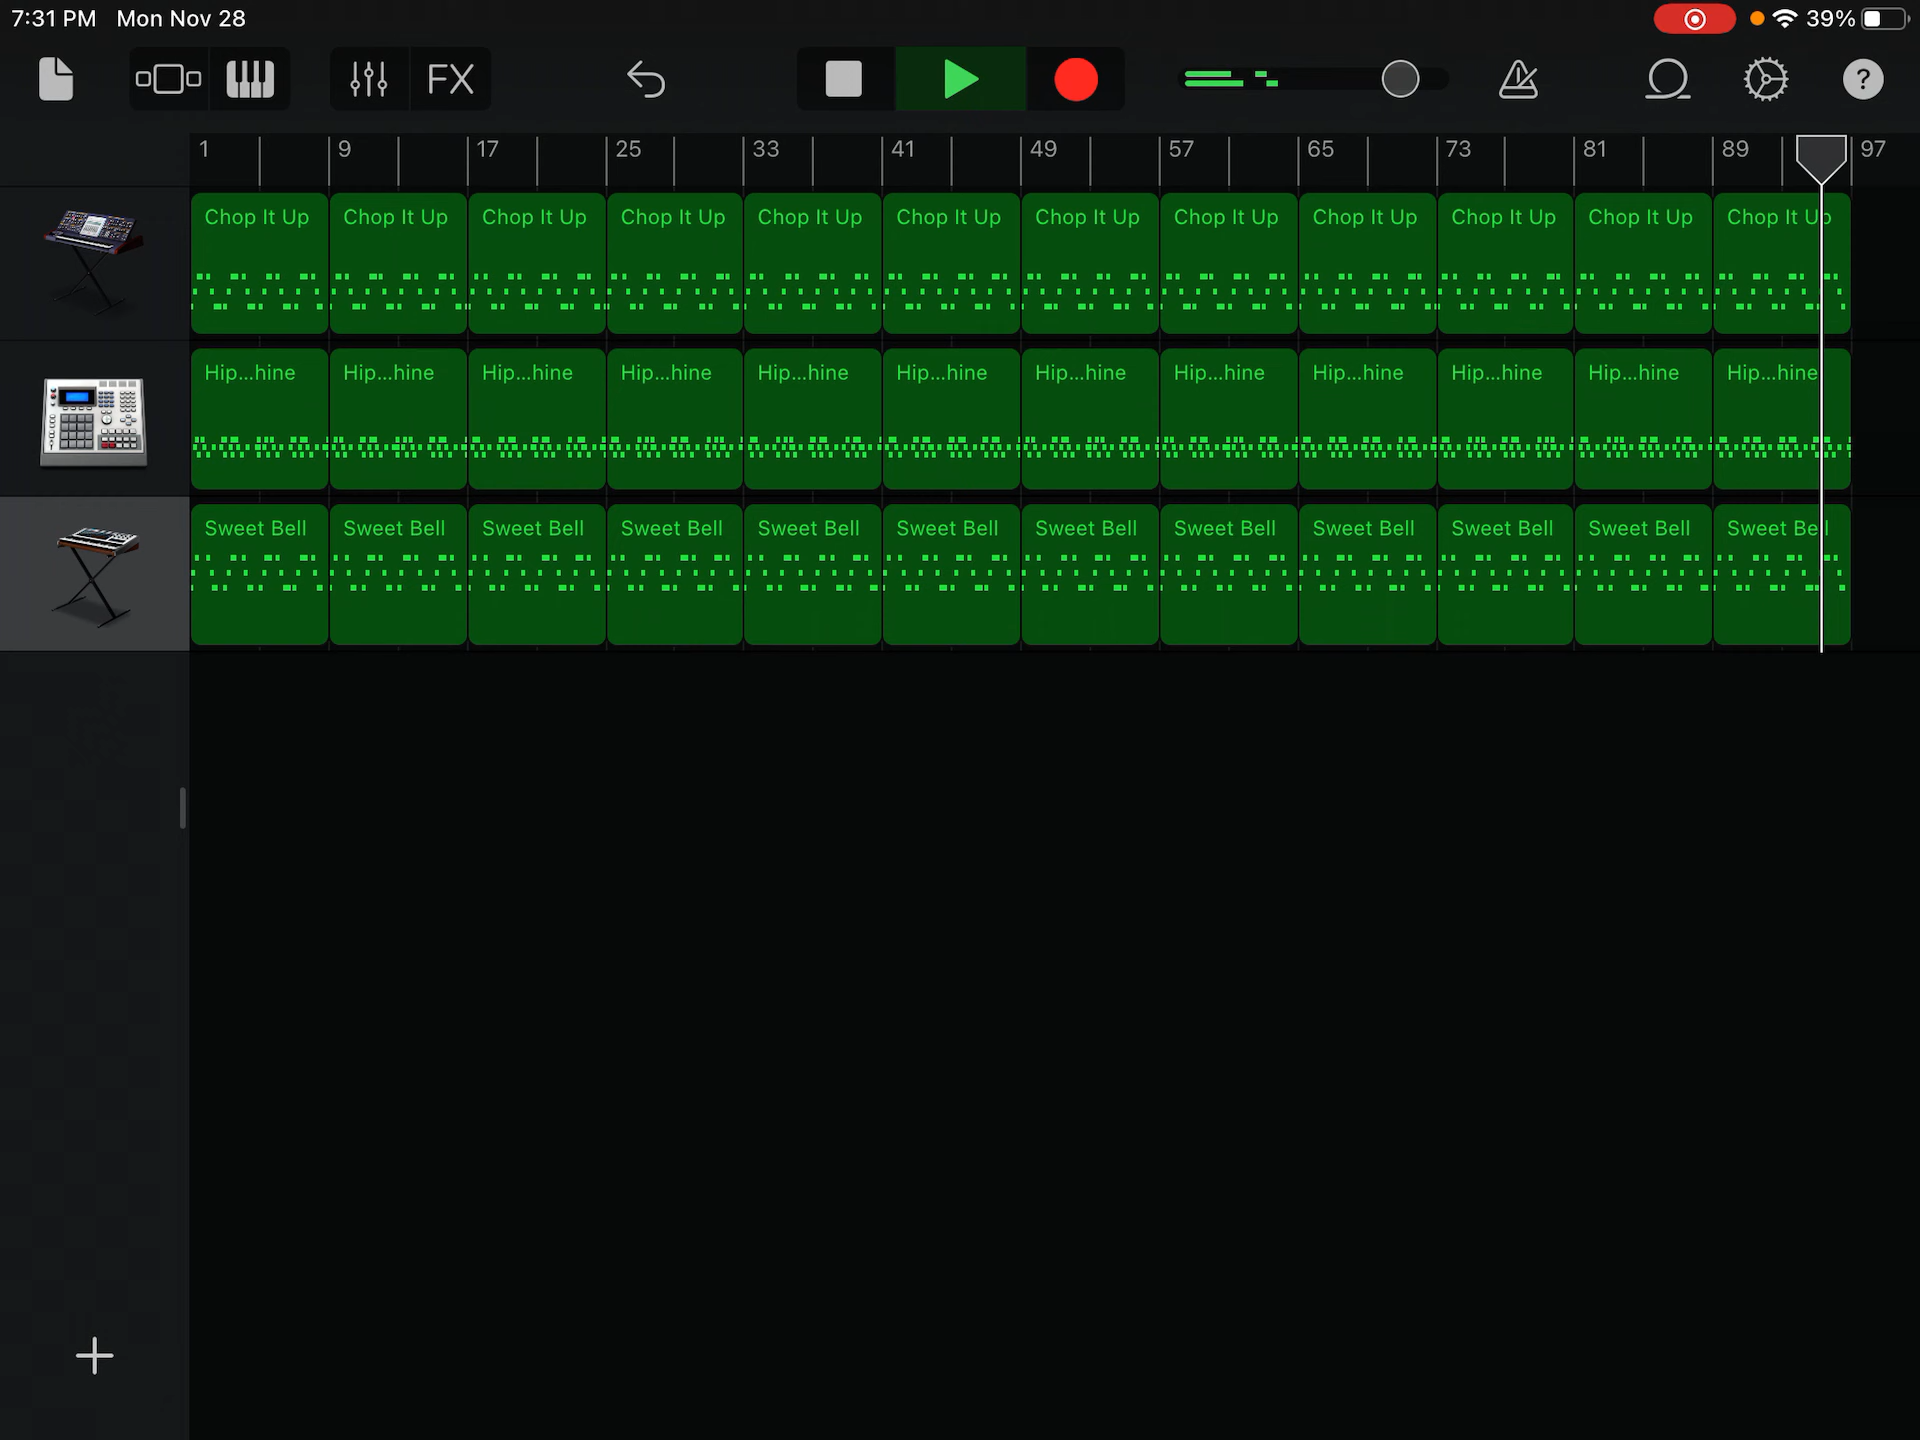 7:31 PM Mon Nov 28 39%
FX ?
1 9 17 25 33 41 49 57 65 73 81 89 97
Chop It Up Chop It Up Chop It Up Chop It Up Chop It Up Chop It Up Chop It Up Chop It Up Chop It Up Chop It Up Chop It Up Chop It Up
Hip...hine Hip...hine Hip...hine Hip...hine Hip...hine Hip...hine Hip...hine Hip...hine Hip...hine Hip...hine Hip...hine Hip...hine
Sweet Bell Sweet Bell Sweet Bell Sweet Bell Sweet Bell Sweet Bell Sweet Bell Sweet Bell Sweet Bell Sweet Bell Sweet Bell Sweet Bell